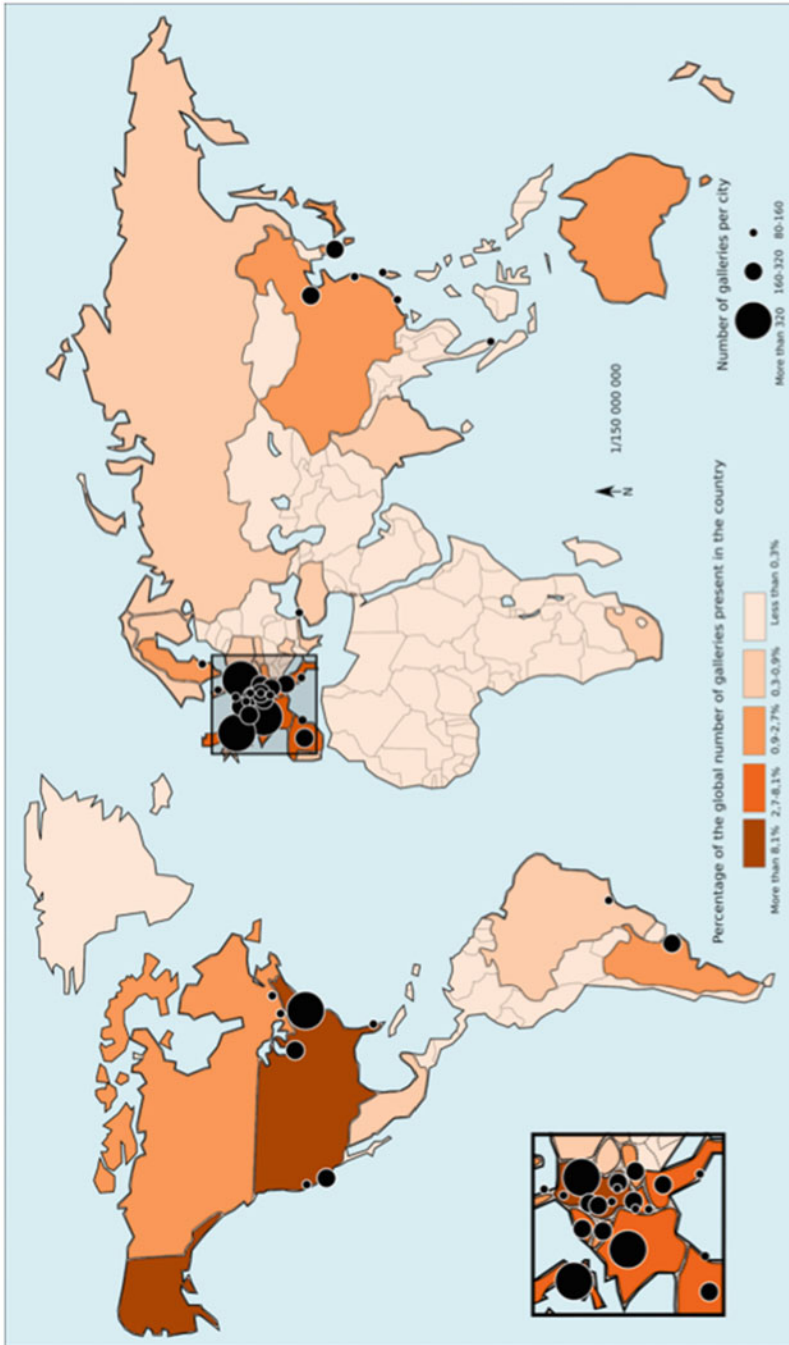 1/150 000 000
N
Percentage of the global number of galleries present in the country
More than 8,1%
2,7-8,1%
0,9-2,7%
0.3-0.9%
Less than 0,3%
Number of galleries per city
More than 320
160-320
80-160